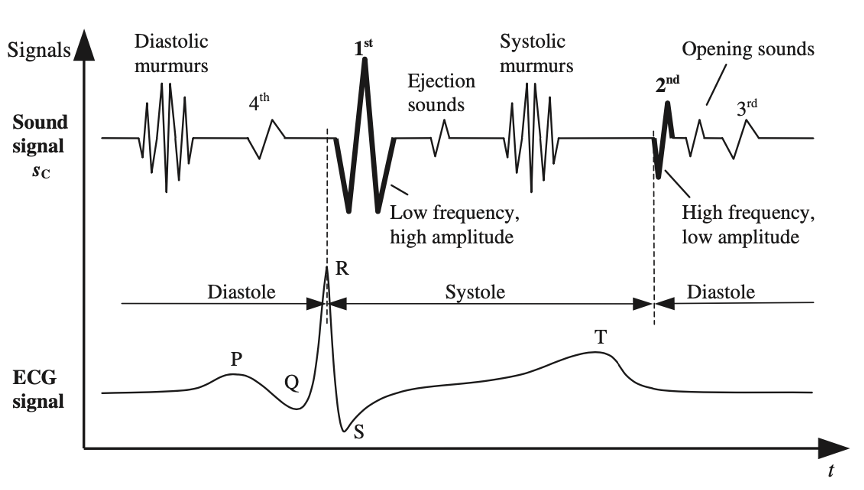 Signals
Diastolic
murmurs
4th
1st
Ejection
sounds
Systolic
murmurs
2nd
Opening sounds
3rd
Sound
signal
sC
Low frequency,
high amplitude
High frequency,
low amplitude
R
Diastole
Systole
Diastole
P
Q
S
T
ECG
signal
t